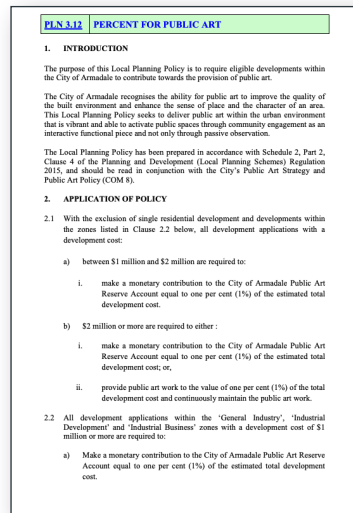 PLN 3.12 PERCENT FOR PUBLIC ART
1. INTRODUCTION
The purpose of this Local Planning Policy is to require eligible developments within
the City of Armadale to contribute towards the provision of public art.
The City of Armadale recognises the ability for public art to improve the quality of
the built environment and enhance the sense of place and the character of an area.
This Local Planning Policy seeks to deliver public art within the urban environment
that is vibrant and able to activate public spaces through community engagement as an
interactive functional piece and not only through passive observation.
The Local Planning Policy has been prepared in accordance with Schedule 2, Part 2,
Clause 4 of the Planning and Development (Local Planning Schemes) Regulation
2015, and should be read in conjunction with the City's Public Art Strategy and
Public Art Policy (COM 8).
2. APPLICATION OF POLICY
2.1 With the exclusion of single residential development and developments within
the zones listed in Clause 2.2 below, all development applications with a
development cost:
a) between $1 million and $2 million are required to:
i. make a monetary contribution to the City of Armadale Public Art
Reserve Account equal to one per cent (1%) of the estimated total
development cost.
b) $2 million or more are required to either :
i. make a monetary contribution to the City of Armadale Public Art
Reserve Account equal to one per cent (1%) of the estimated total
development cost; or,
ii. provide public art work to the value of one per cent (1%) of the total
development cost and continuously maintain the public art work.
2.2 All development applications within the 'General Industry', 'Industrial
Development' and 'Industrial Business' zones with a development cost of $1
million or more are required to:
a) Make a monetary contribution to the City of Armadale Public Art Reserve
Account equal to one per cent (1%) of the estimated total development
cost.